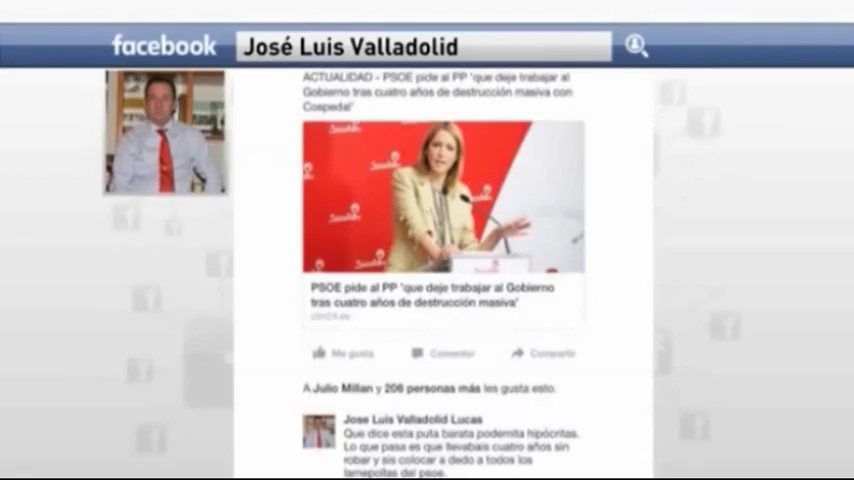 facebook José Luis Valladolid
ACTUALIDAD - PSOE pide al PP 'que deje trabajar al
Gobierno tras cuatro años de destrucción masiva con
Cospedal'
PSOE pide al PP 'que deje trabajar al Gobierno
tras cuatro años de destrucción masiva'
Me gusta Comentar Compartir
A Julio Millan y 206 personas más les gusta esto.
Jose Luis Valladolid Lucas
Que dice esta puta barata podemita hipócritas.
Lo que pasa es que llevabais cuatro años sin
robar y sis colocar a dedo a todos los
lamepollas del psoe.